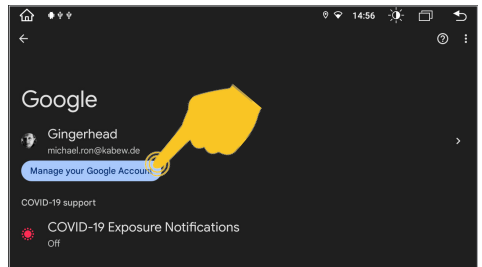 14:56
Google
Gingerhead
michael.ron@kabew.de
Manage your Google Account
COVID-19 support
COVID-19 Exposure Notifications
Off